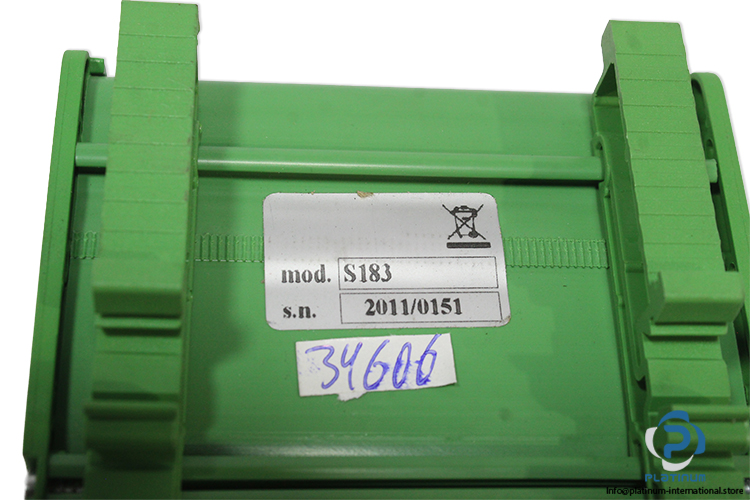 mod. S183
s.n. 2011/0151
34606
PLATINUM
info@platinum-international.store